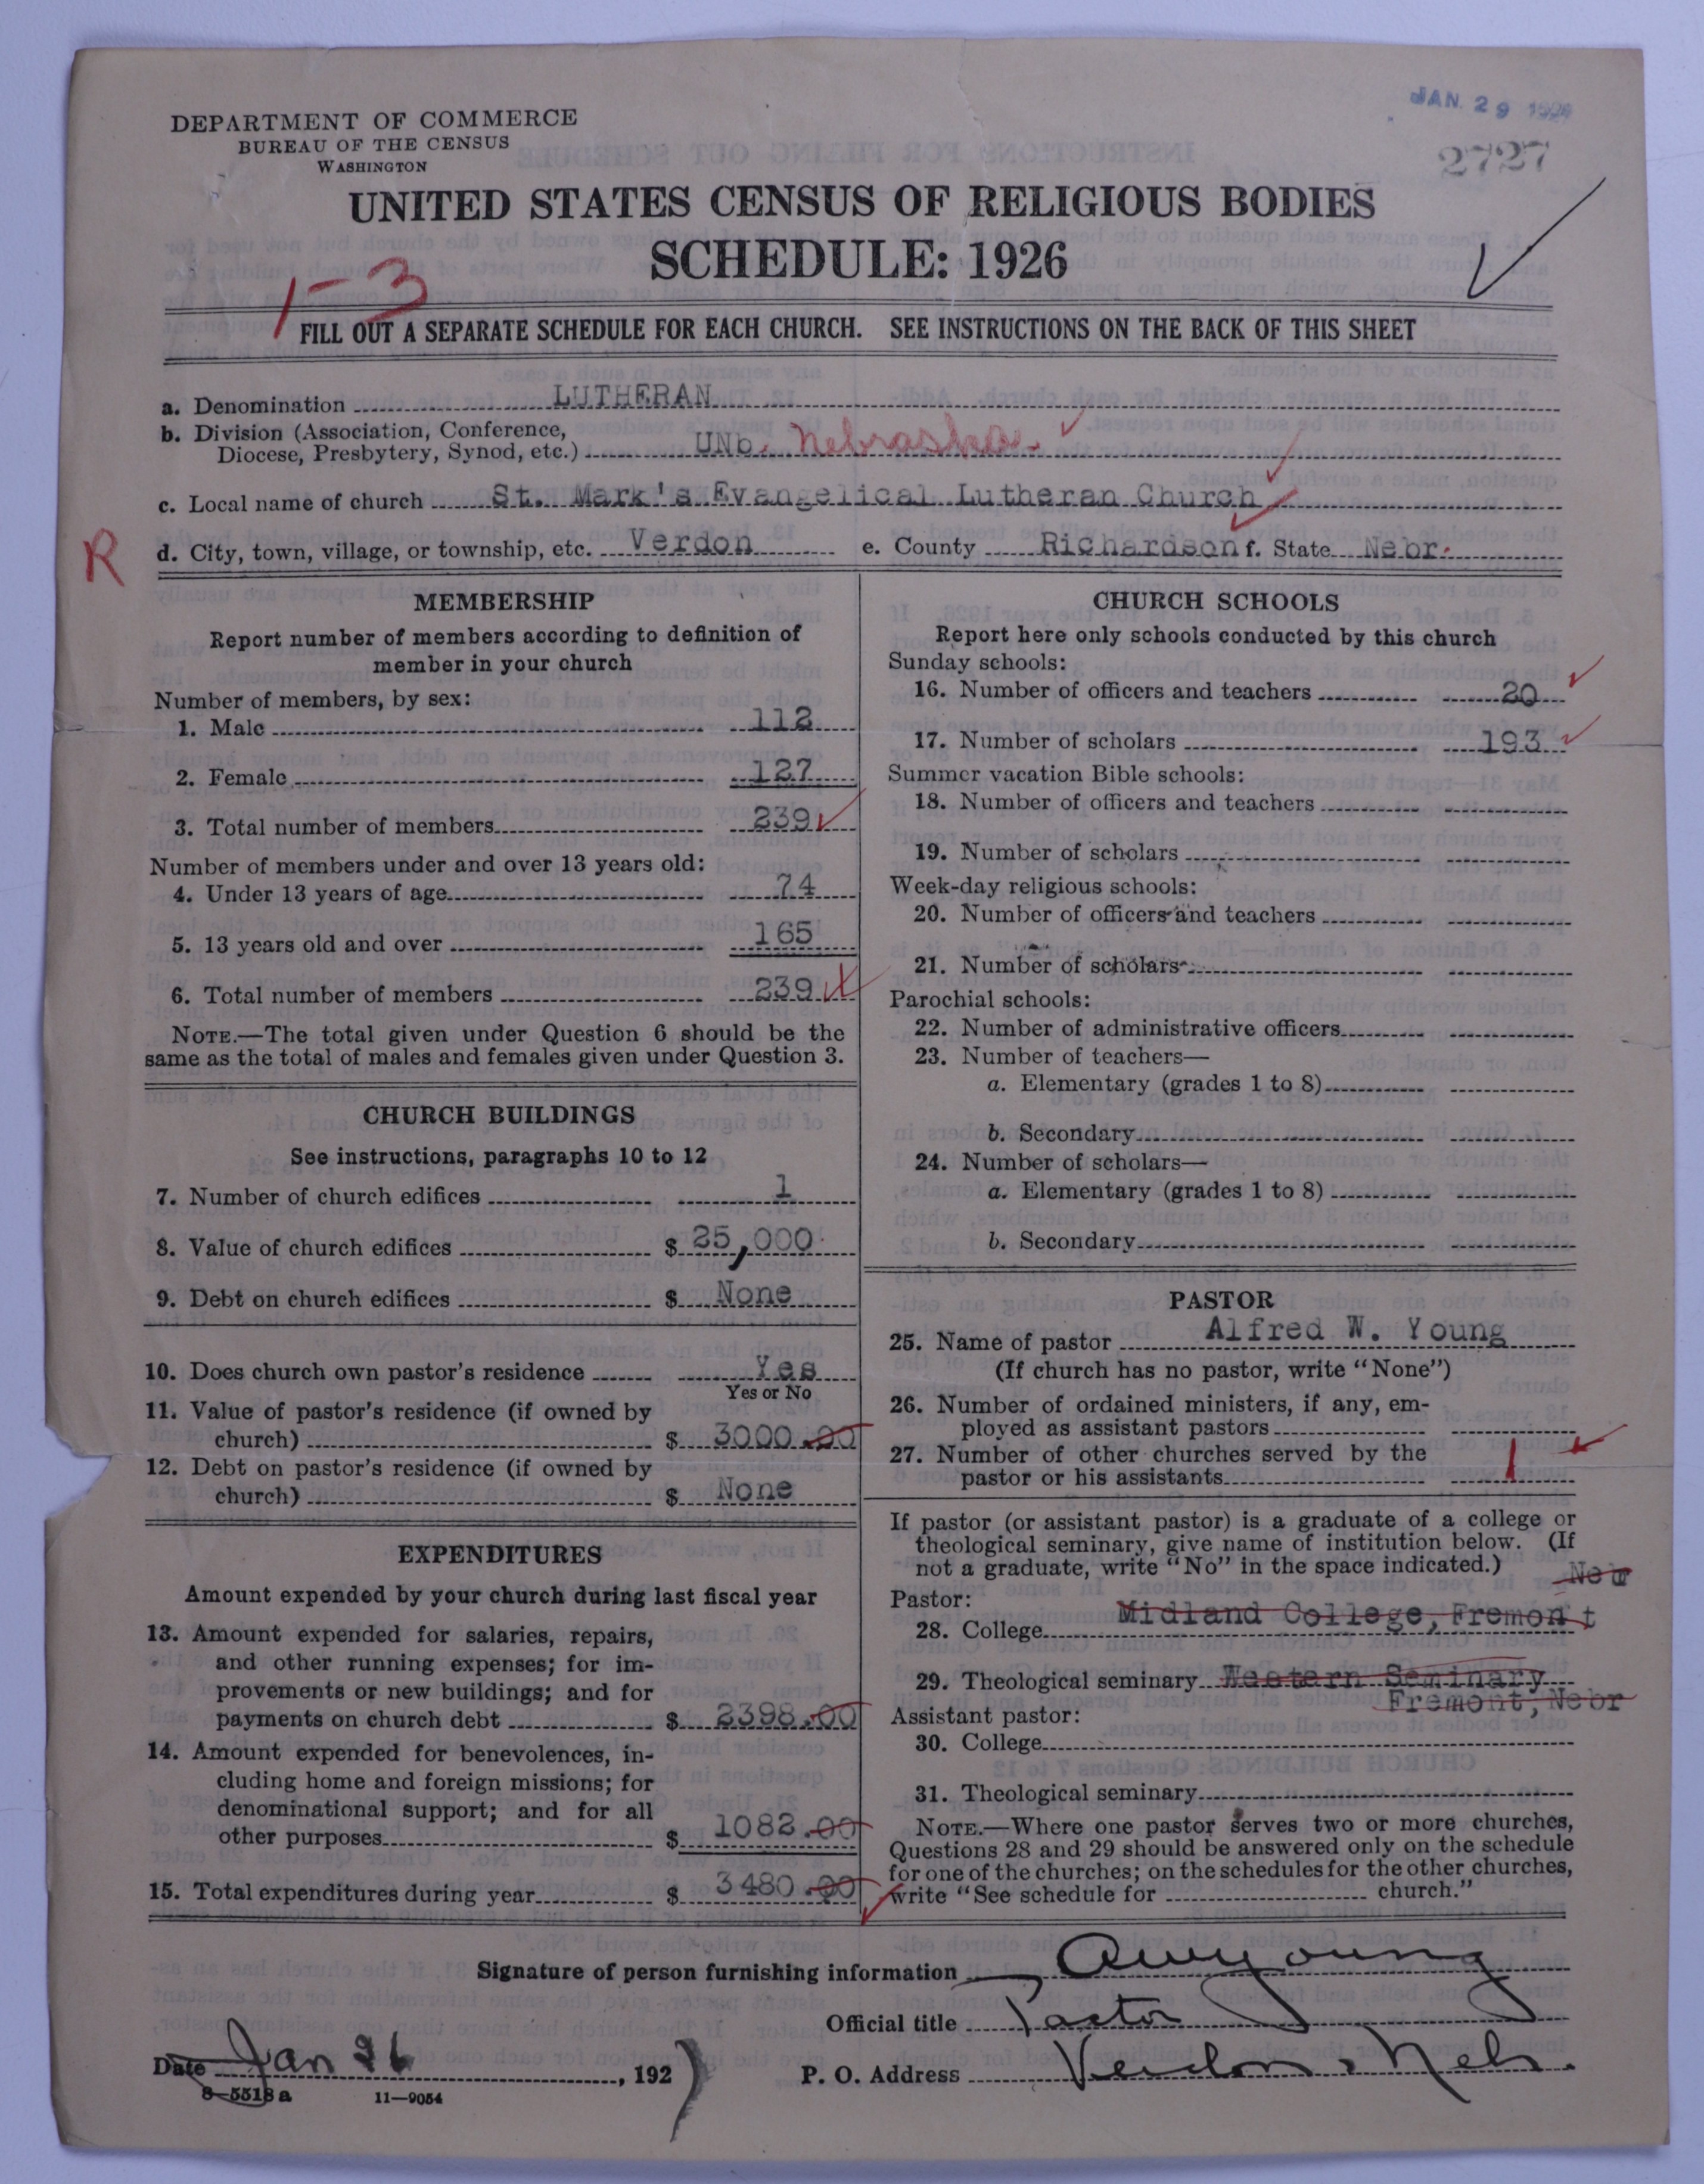 JAN. 29
2727
DEPARTMENT OF COMMERCE
BUREAU OF THE CENSUS
WASHINGTON
UNITED STATES CENSUS OF RELIGIOUS BODIES
SCHEDULE: 1926
1-3
FILL OUT A SEPARATE SCHEDULE FOR EACH CHURCH. SEE INSTRUCTIONS ON THE BACK OF THIS SHEET
a. Denomination LUTHERAN
b. Division (Association, Conference,
Diocese, Presbytery, Synod, etc.) UNb. Nebraska
c. Local name of church St. Mark's Evangelical Lutheran Church
R
d. City, town, village, or township, etc. Verdon e. County Richardson f. State Nebr.
MEMBERSHIP
Report number of members according to definition of
member in your church
Number of members, by sex:
1. Male 112
2. Female 127
3. Total number of members 239
Number of members under and over 13 years old:
4. Under 13 years of age 74
5. 13 years old and over 165
6. Total number of members 239
NOTE.—The total given under Question 6 should be the
same as the total of males and females given under Question 3.
CHURCH BUILDINGS
See instructions, paragraphs 10 to 12
7. Number of church edifices 1
8. Value of church edifices $ 25,000
9. Debt on church edifices $ None
10. Does church own pastor's residence Yes
Yes or No
11. Value of pastor's residence (if owned by
church) $ 3000.00
12. Debt on pastor's residence (if owned by
church) $ None
EXPENDITURES
Amount expended by your church during last fiscal year
13. Amount expended for salaries, repairs,
and other running expenses; for im-
provements or new buildings; and for
payments on church debt $ 2398.00
14. Amount expended for benevolences, in-
cluding home and foreign missions; for
denominational support; and for all
other purposes $ 1082.00
15. Total expenditures during year $ 3480.00
CHURCH SCHOOLS
Report here only schools conducted by this church
Sunday schools:
16. Number of officers and teachers 20
17. Number of scholars 193
Summer vacation Bible schools:
18. Number of officers and teachers
19. Number of scholars
Week-day religious schools:
20. Number of officers and teachers
21. Number of scholars
Parochial schools:
22. Number of administrative officers
23. Number of teachers—
a. Elementary (grades 1 to 8)
b. Secondary
24. Number of scholars—
a. Elementary (grades 1 to 8)
b. Secondary
PASTOR
25. Name of pastor Alfred W. Young
(If church has no pastor, write "None")
26. Number of ordained ministers, if any, em-
ployed as assistant pastors
27. Number of other churches served by the
pastor or his assistants 1
If pastor (or assistant pastor) is a graduate of a college or
theological seminary, give name of institution below. (If
not a graduate, write "No" in the space indicated.)
Nebr
Pastor:
28. College Midland College, Fremont
29. Theological seminary Western Seminary
Fremont, Nebr
Assistant pastor:
30. College
31. Theological seminary
NOTE.—Where one pastor serves two or more churches,
Questions 28 and 29 should be answered only on the schedule
for one of the churches; on the schedules for the other churches,
write "See schedule for church."
Signature of person furnishing information AWYoung
Official title Pastor
Date Jan 26, 1927
P. O. Address Verdon, Neb.
8-5518a 11—9054